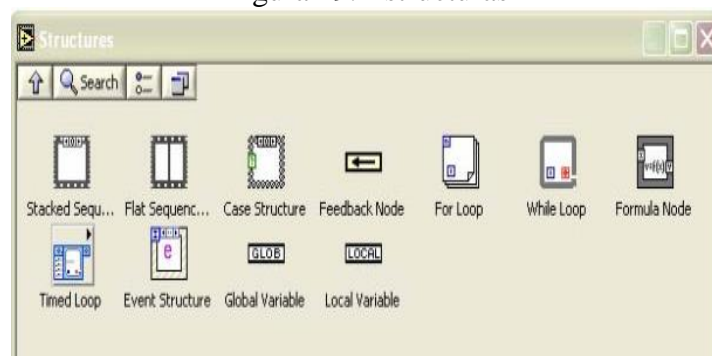 Structures
Search
Stacked Sequ... Flat Sequenc... Case Structure Feedback Node For Loop While Loop Formula Node
GLOB LOCAL
Timed Loop Event Structure Global Variable Local Variable